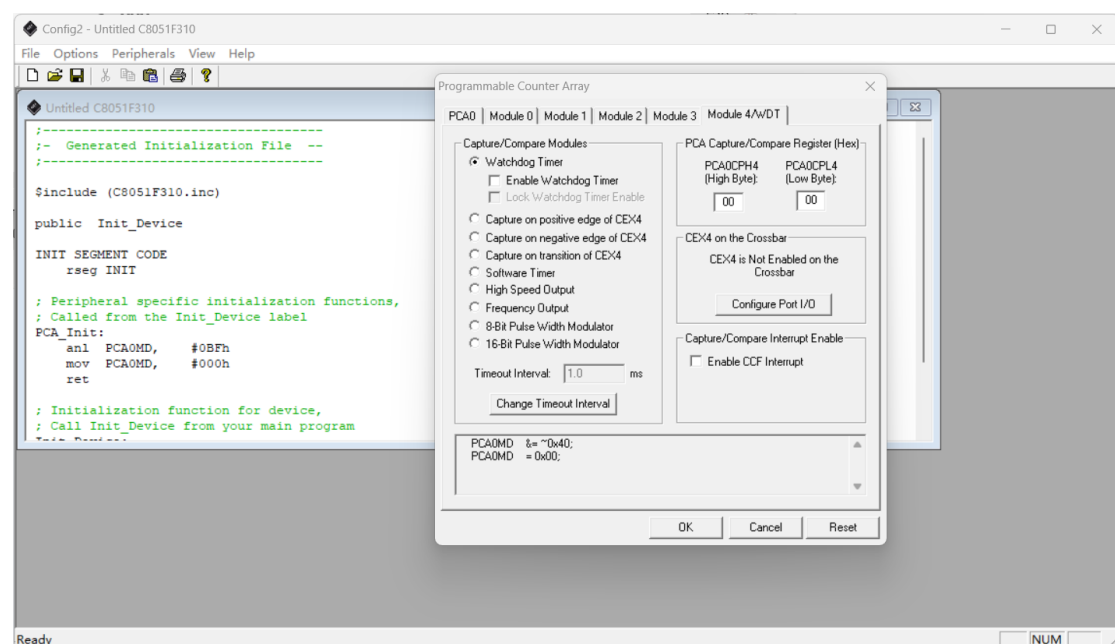 Config2 - Untitled C8051F310
File Options Peripherals View Help
Untitled C8051F310
;-----------------------------------
;- Generated Initialization File --
;-----------------------------------
$include (C8051F310.inc)
public Init_Device
INIT SEGMENT CODE
rseg INIT
; Peripheral specific initialization functions,
; Called from the Init_Device label
PCA_Init:
anl PCA0MD, #0BFh
mov PCA0MD, #000h
ret
; Initialization function for device,
; Call Init_Device from your main program
Programmable Counter Array
PCA0 Module 0 Module 1 Module 2 Module 3 Module 4/WDT
Capture/Compare Modules
Watchdog Timer
Enable Watchdog Timer
Lock Watchdog Timer Enable
Capture on positive edge of CEX4
Capture on negative edge of CEX4
Capture on transition of CEX4
Software Timer
High Speed Output
Frequency Output
8-Bit Pulse Width Modulator
16-Bit Pulse Width Modulator
Timeout Interval: 1.0 ms
Change Timeout Interval
PCA Capture/Compare Register (Hex)
PCA0CPH4 PCA0CPL4
(High Byte): (Low Byte):
00 00
CEX4 on the Crossbar
CEX4 is Not Enabled on the
Crossbar
Configure Port I/O
Capture/Compare Interrupt Enable
Enable CCF Interrupt
PCA0MD &= ~0x40;
PCA0MD = 0x00;
OK Cancel Reset
Ready NUM